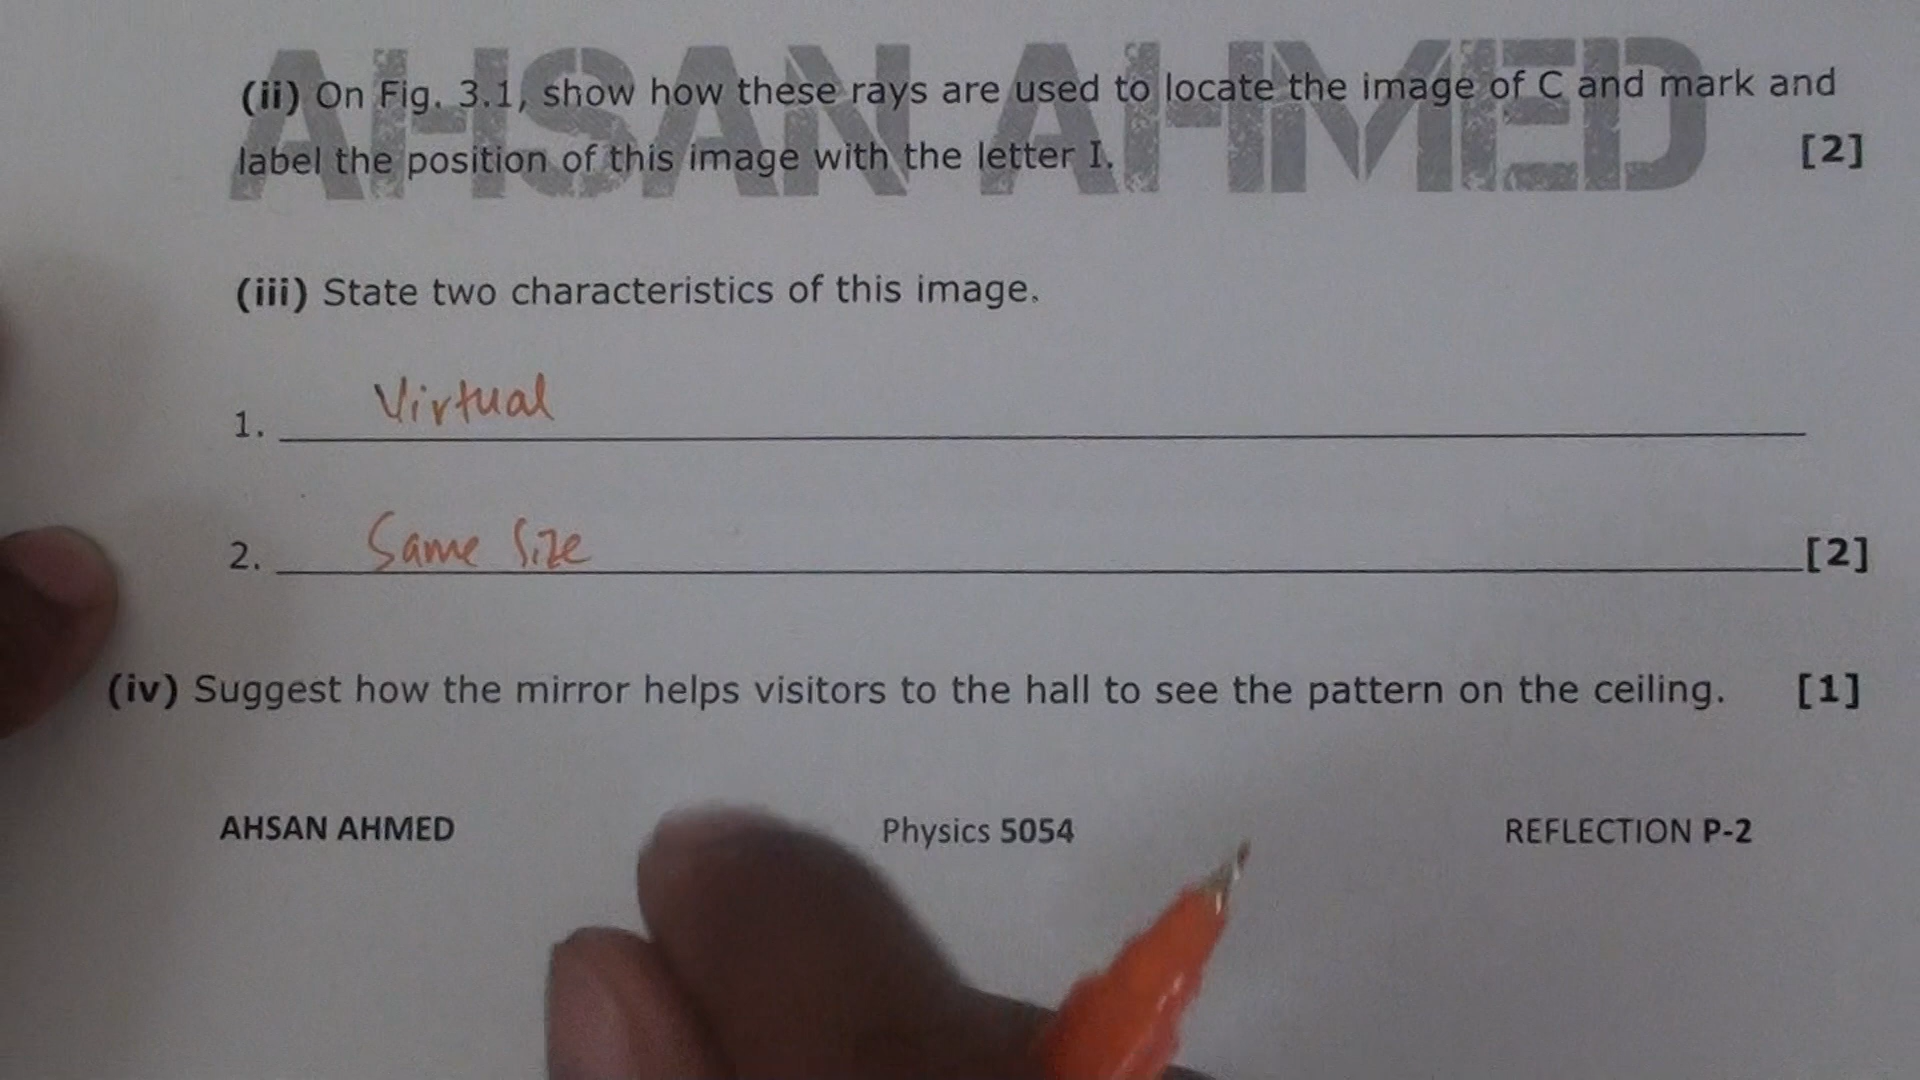 AHSAN AHMED
(ii) On Fig. 3.1, show how these rays are used to locate the image of C and mark and
label the position of this image with the letter I. [2]
(iii) State two characteristics of this image.
1. Virtual
2. Same Size [2]
(iv) Suggest how the mirror helps visitors to the hall to see the pattern on the ceiling. [1]
AHSAN AHMED Physics 5054 REFLECTION P-2